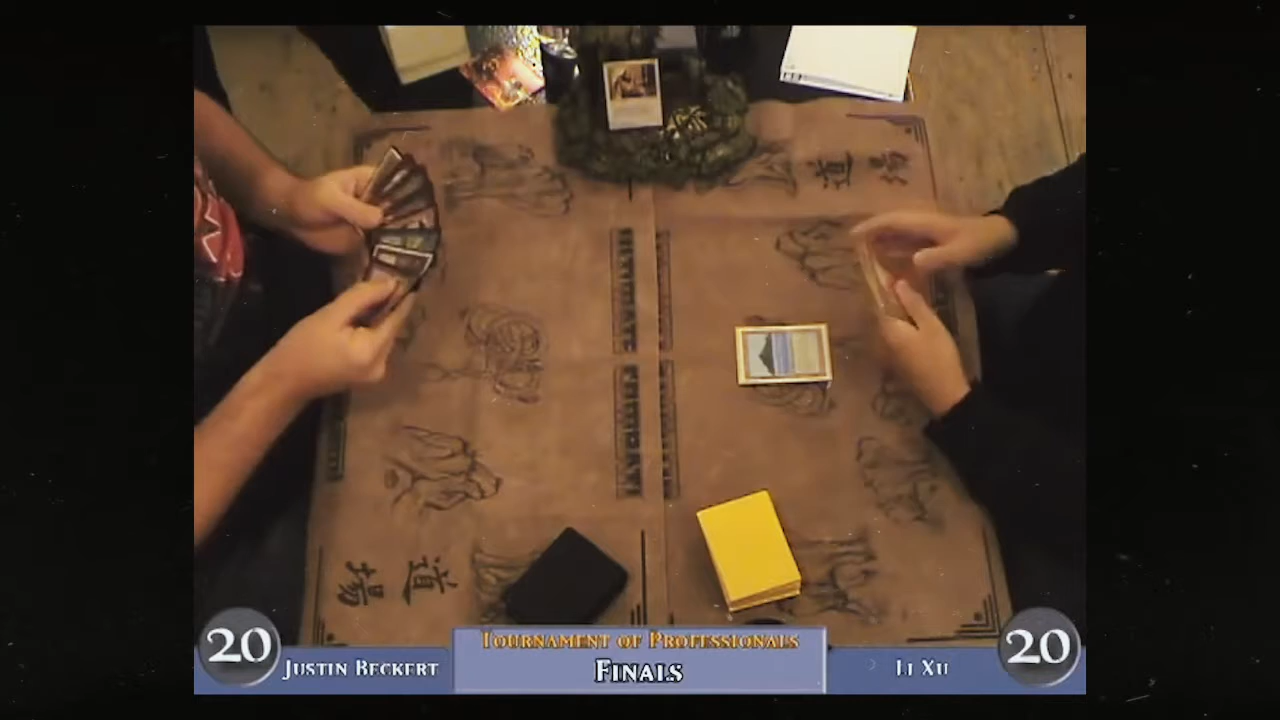 道場
道場
TOURNAMENT OF PROFESSIONALS
FINALS
20
JUSTIN BECKERT
LI XU
20